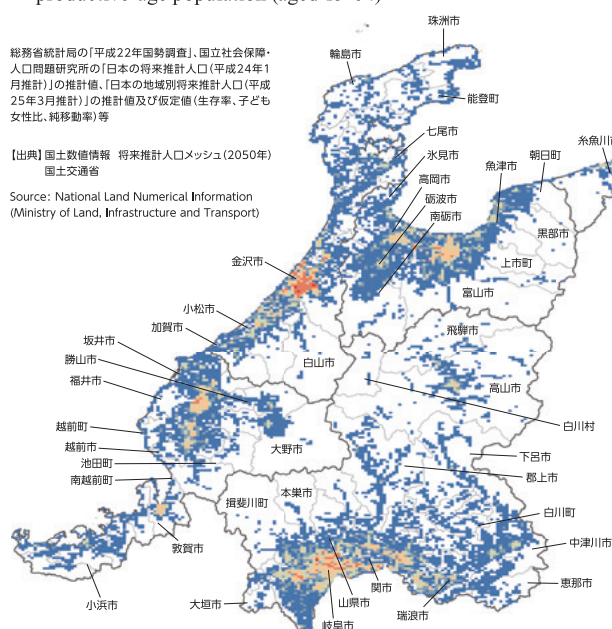 productive age population (aged 15-64)
総務省統計局の「平成22年国勢調査」、国立社会保障・
人口問題研究所の「日本の将来推計人口(平成24年1
月推計)」の推計値、「日本の地域別将来推計人口(平成
25年3月推計)」の推計値及び仮定値(生存率、子ども
女性比、純移動率)等
【出典】国土数値情報 将来推計人口メッシュ(2050年)
国土交通省
Source: National Land Numerical Information
(Ministry of Land, Infrastructure and Transport)
珠洲市
輪島市
能登町
七尾市
氷見市
高岡市
砺波市
南砺市
魚津市
朝日町
糸魚川市
黒部市
上市町
富山市
金沢市
小松市
加賀市
白山市
飛騨市
高山市
白川村
坂井市
勝山市
福井市
越前町
越前市
池田町
南越前町
大野市
下呂市
郡上市
本巣市
揖斐川町
白川町
中津川市
恵那市
敦賀市
小浜市
大垣市
関市
山県市
岐阜市
瑞浪市